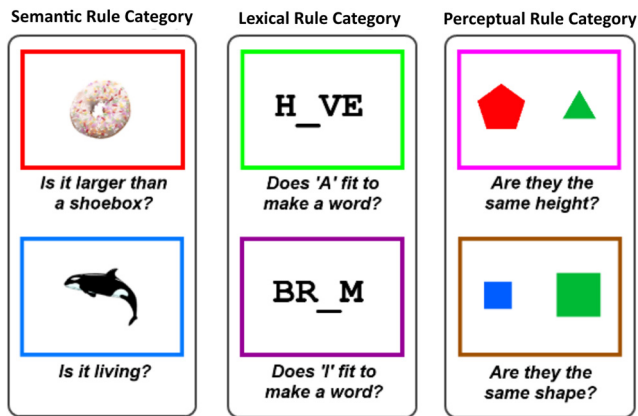 Semantic Rule Category
Is it larger than
a shoebox?
Is it living?
Lexical Rule Category
H_VE
Does 'A' fit to
make a word?
BR_M
Does 'I' fit to
make a word?
Perceptual Rule Category
Are they the
same height?
Are they the
same shape?